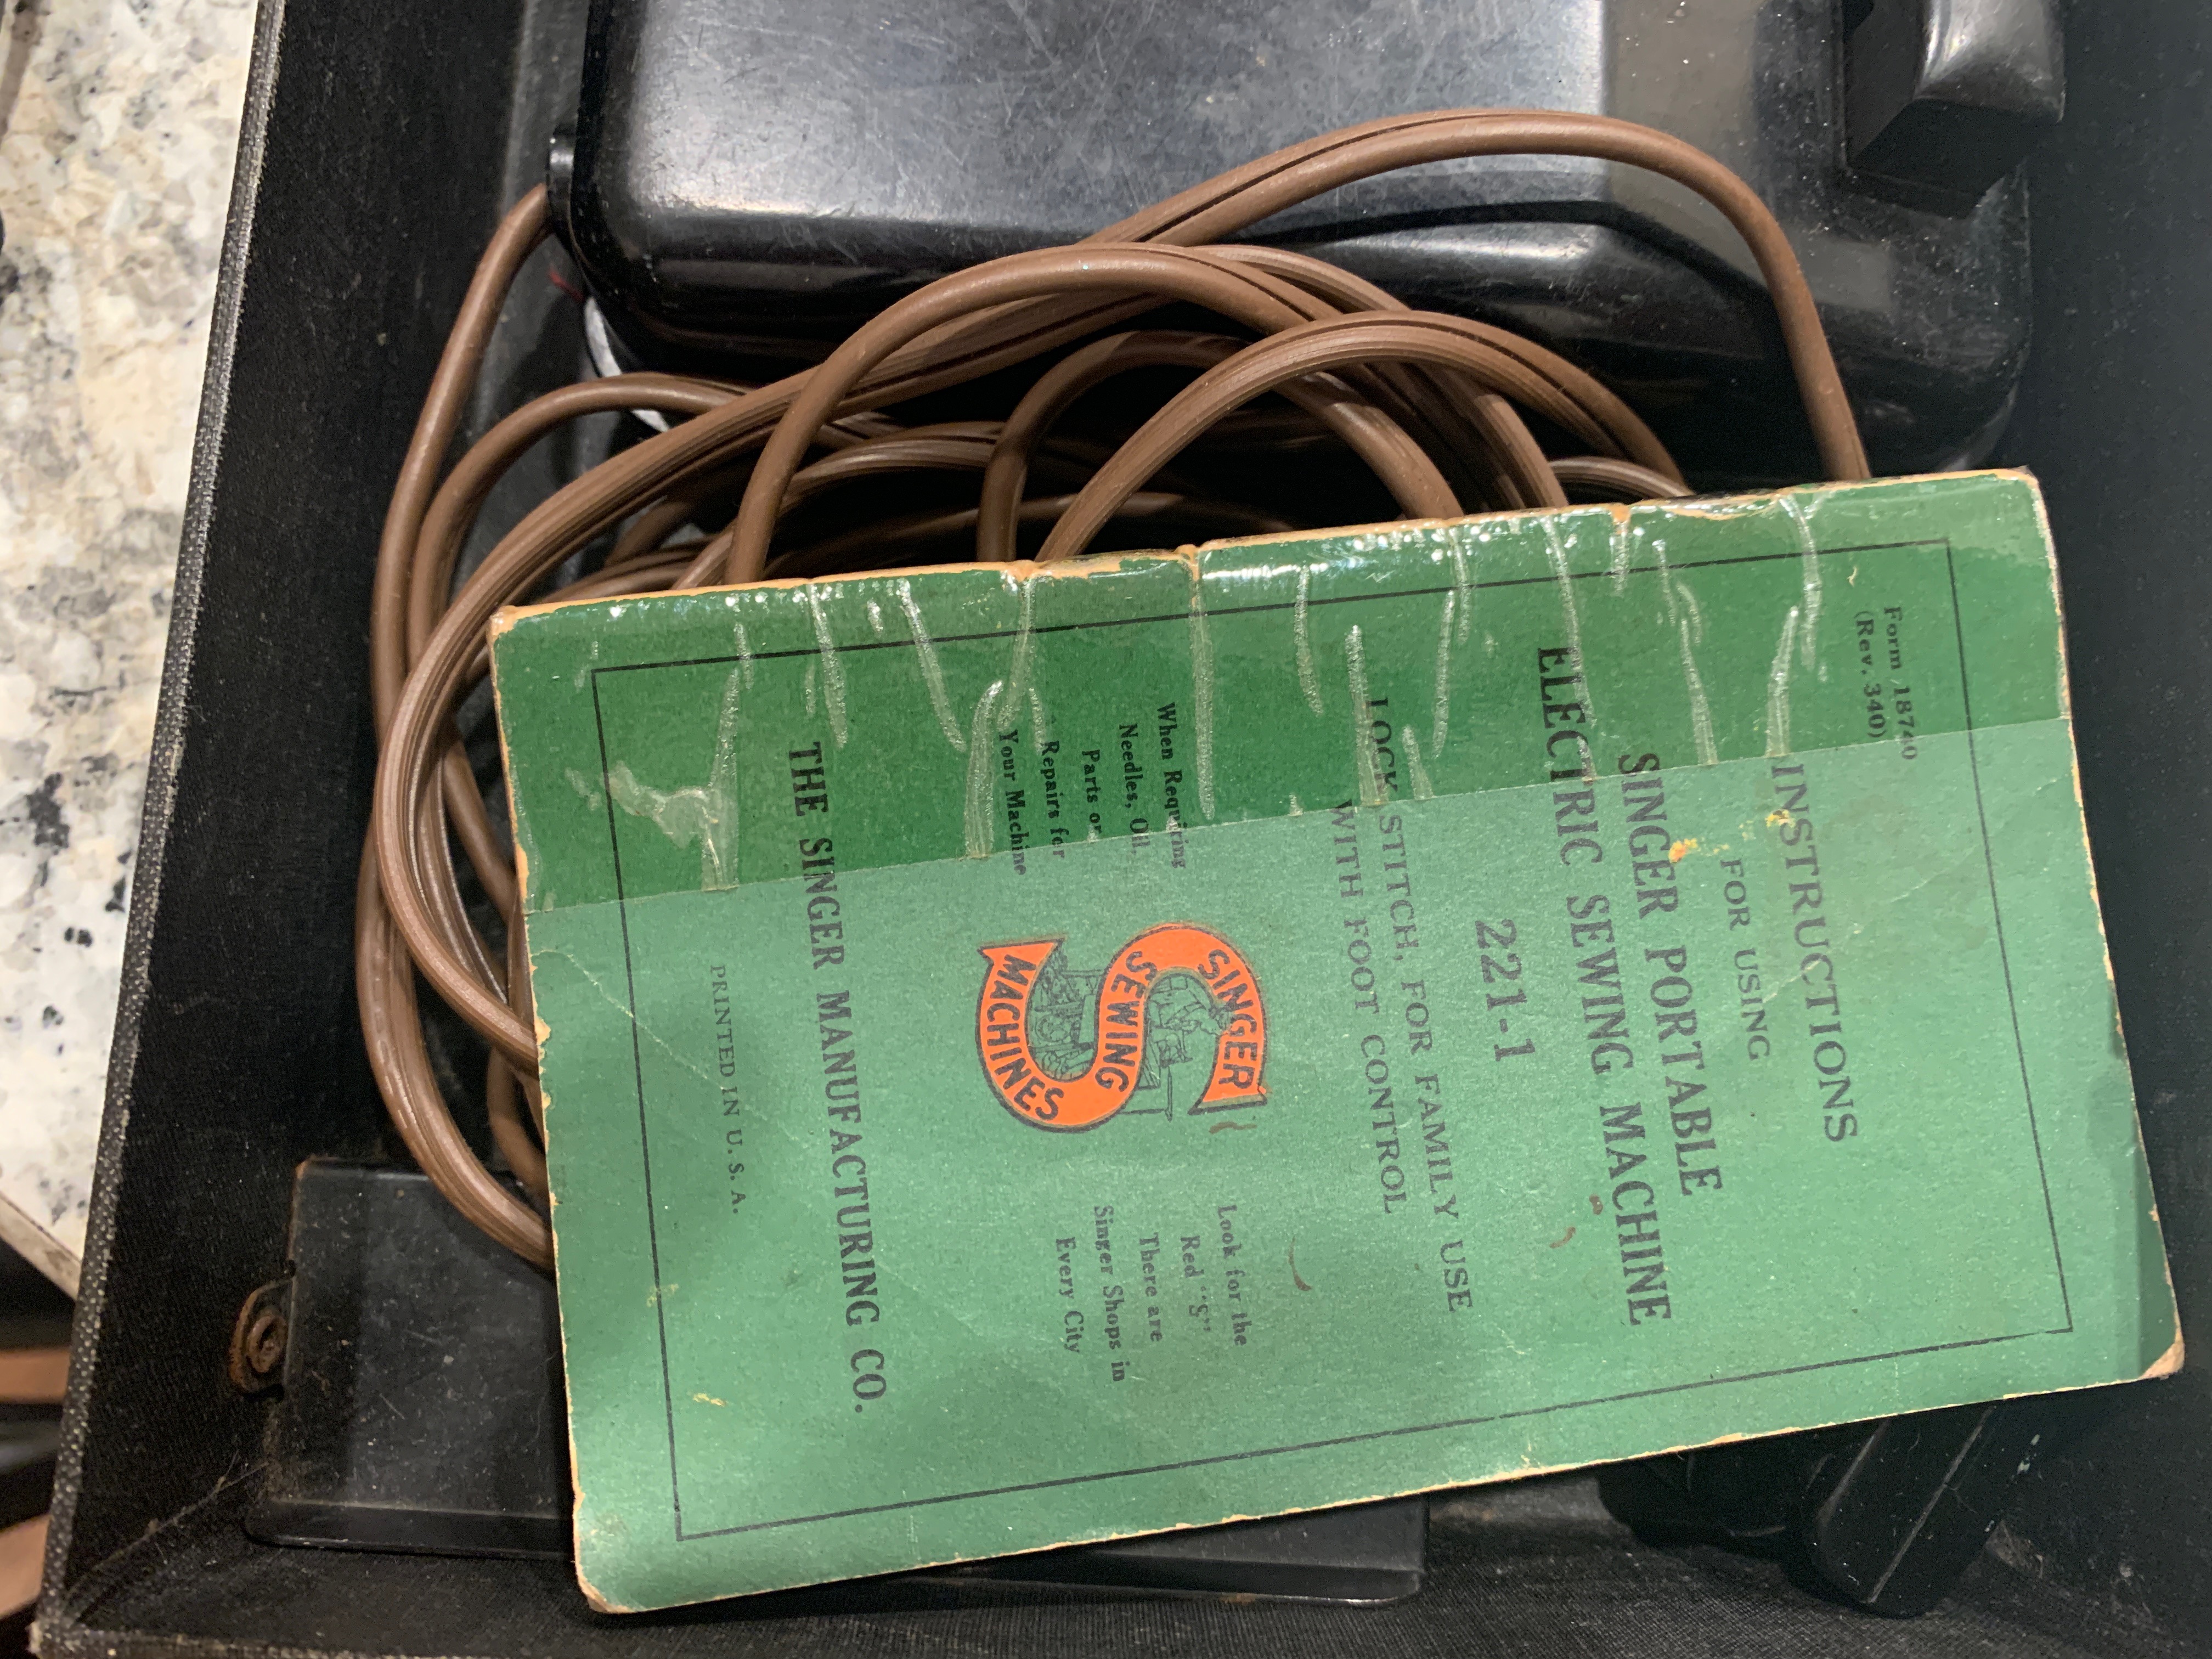 Form 18740
(Rev. 340)
INSTRUCTIONS
FOR USING
SINGER PORTABLE
ELECTRIC SEWING MACHINE
221-1
LOCK STITCH, FOR FAMILY USE
WITH FOOT CONTROL
When Requiring
Needles, Oil,
Parts or
Repairs for
Your Machine
SINGER
SEWING
MACHINES
Look for the
Red "S"
There are
Singer Shops in
Every City
THE SINGER MANUFACTURING CO.
PRINTED IN U. S. A.